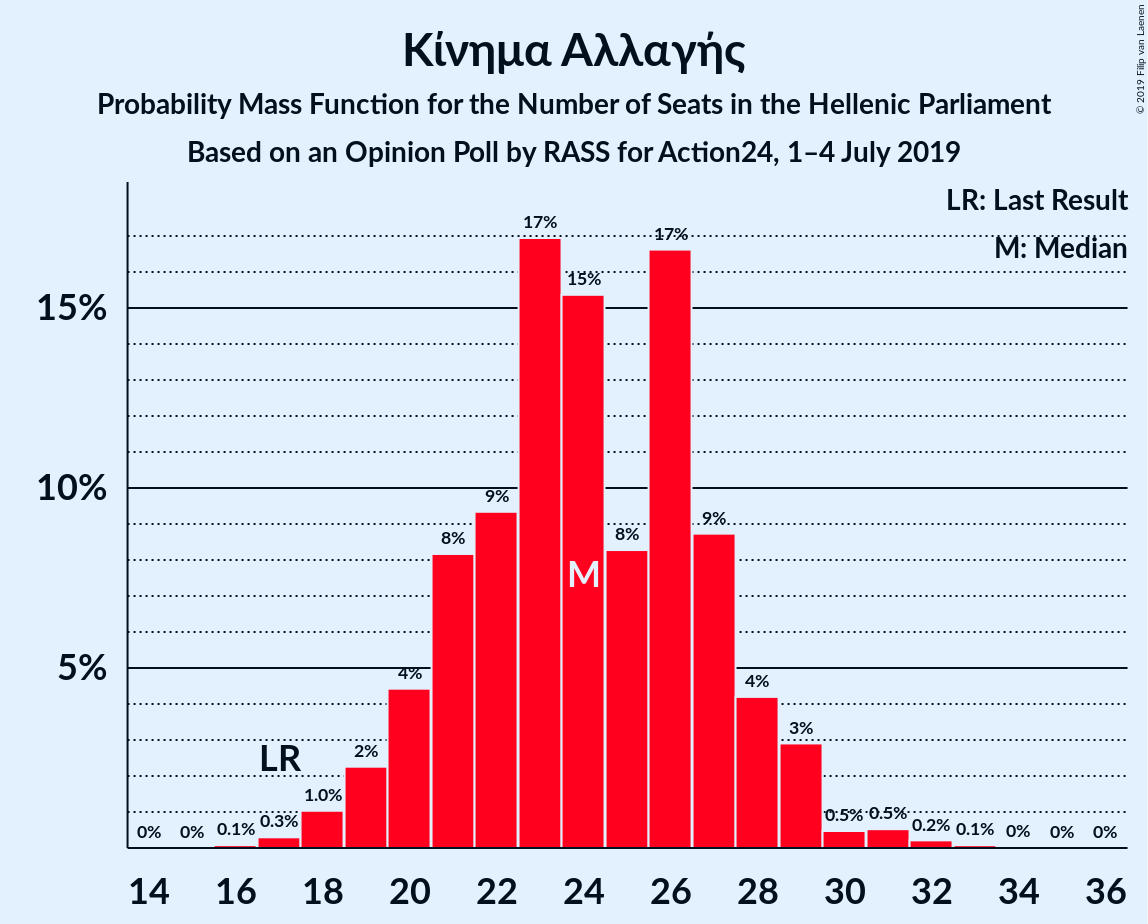 Κίνημα Αλλαγής
Probability Mass Function for the Number of Seats in the Hellenic Parliament
Based on an Opinion Poll by RASS for Action24, 1–4 July 2019
© 2019 Filip van Laenen
LR: Last Result
M: Median
15%
10%
5%
0% 0% 0.1% 0.3% 1.0% 2% 4% 8% 9% 17% 15% 8% 17% 9% 4% 3% 0.5% 0.5% 0.2% 0.1% 0% 0% 0%
LR
M
14 16 18 20 22 24 26 28 30 32 34 36